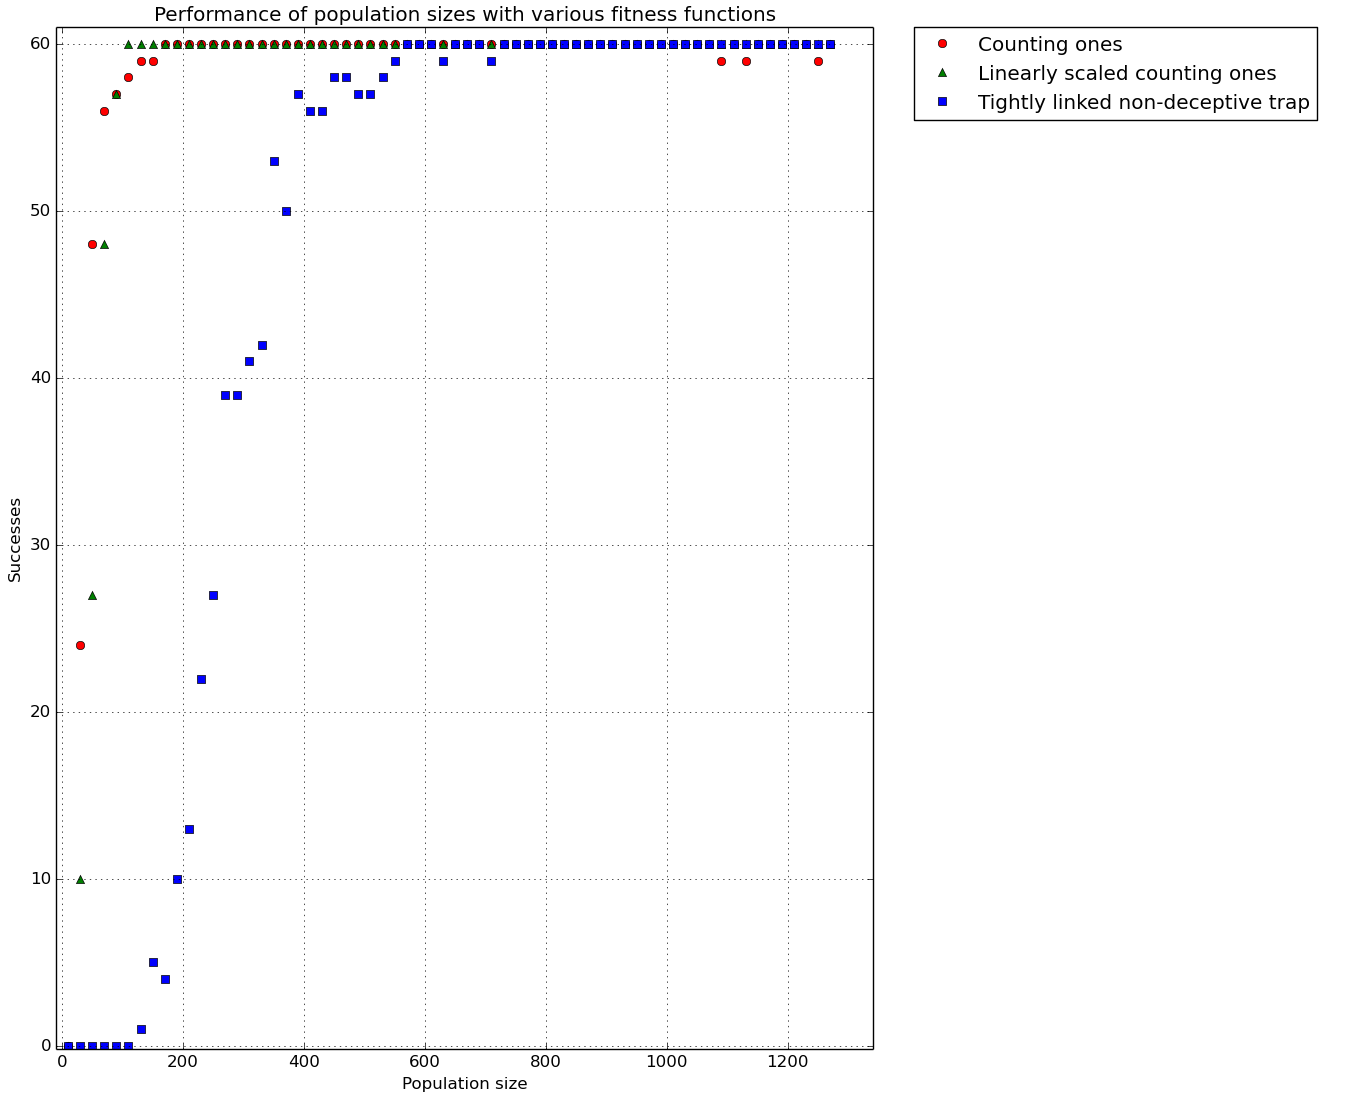 Performance of population sizes with various fitness functions
Counting ones
Linearly scaled counting ones
Tightly linked non-deceptive trap
60
50
40
30
20
10
0
Successes
0 200 400 600 800 1000 1200
Population size